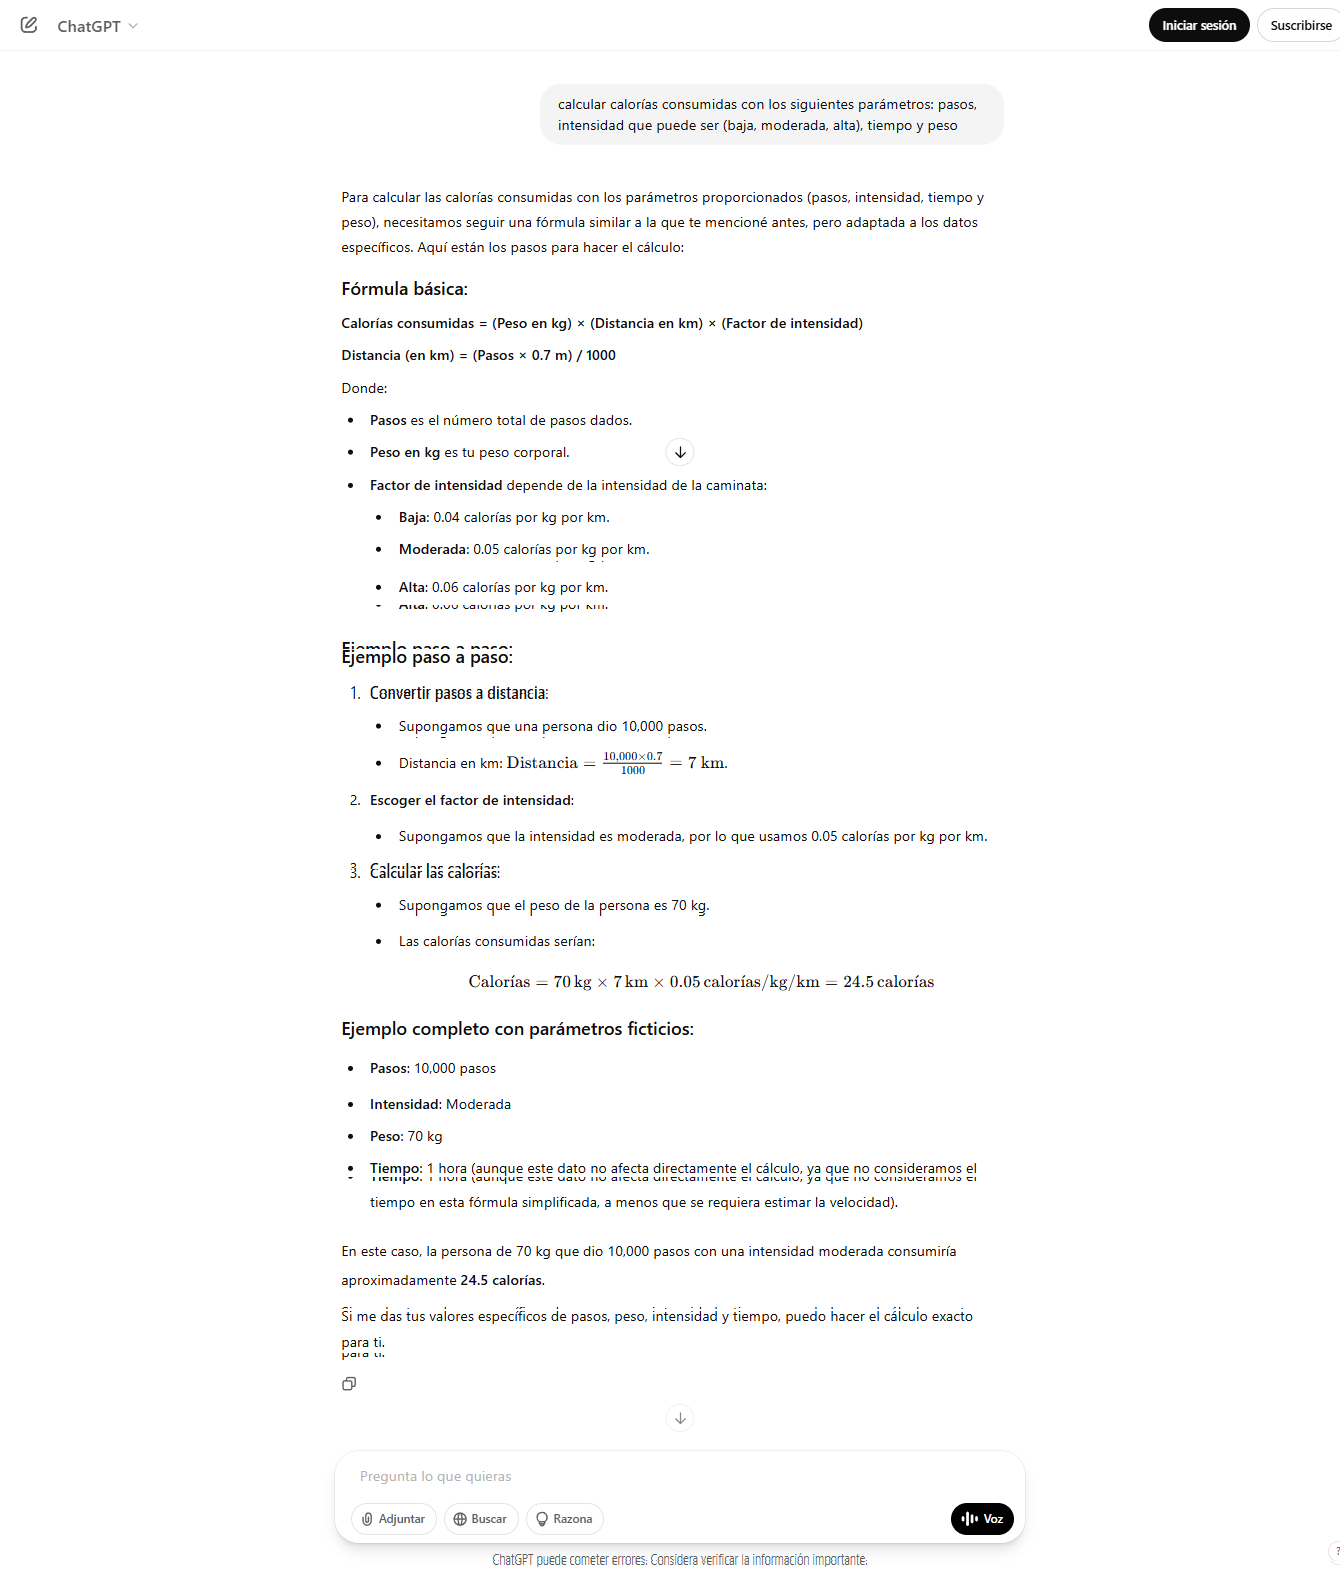 ChatGPT
Iniciar sesión
Suscribirse
calcular calorías consumidas con los siguientes parámetros: pasos,
intensidad que puede ser (baja, moderada, alta), tiempo y peso
Para calcular las calorías consumidas con los parámetros proporcionados (pasos, intensidad, tiempo y
peso), necesitamos seguir una fórmula similar a la que te mencioné antes, pero adaptada a los datos
específicos. Aquí están los pasos para hacer el cálculo:
Fórmula básica:
Calorías consumidas = (Peso en kg) × (Distancia en km) × (Factor de intensidad)
Distancia (en km) = (Pasos × 0.7 m) / 1000
Donde:
• Pasos es el número total de pasos dados.
• Peso en kg es tu peso corporal.
• Factor de intensidad depende de la intensidad de la caminata:
• Baja: 0.04 calorías por kg por km.
• Moderada: 0.05 calorías por kg por km.
• Alta: 0.06 calorías por kg por km.
Ejemplo paso a paso:
1. Convertir pasos a distancia:
• Supongamos que una persona dio 10,000 pasos.
• Distancia en km: Distancia = 10,000×0.7 / 1000 = 7 km.
2. Escoger el factor de intensidad:
• Supongamos que la intensidad es moderada, por lo que usamos 0.05 calorías por kg por km.
3. Calcular las calorías:
• Supongamos que el peso de la persona es 70 kg.
• Las calorías consumidas serían:
Calorías = 70 kg × 7 km × 0.05 calorías/kg/km = 24.5 calorías
Ejemplo completo con parámetros ficticios:
• Pasos: 10,000 pasos
• Intensidad: Moderada
• Peso: 70 kg
• Tiempo: 1 hora (aunque este dato no afecta directamente el cálculo, ya que no consideramos el
tiempo en esta fórmula simplificada, a menos que se requiera estimar la velocidad).
En este caso, la persona de 70 kg que dio 10,000 pasos con una intensidad moderada consumiría
aproximadamente 24.5 calorías.
Si me das tus valores específicos de pasos, peso, intensidad y tiempo, puedo hacer el cálculo exacto
para ti.
Pregunta lo que quieras
Adjuntar
Buscar
Razona
Voz
ChatGPT puede cometer errores. Considera verificar la información importante.
?